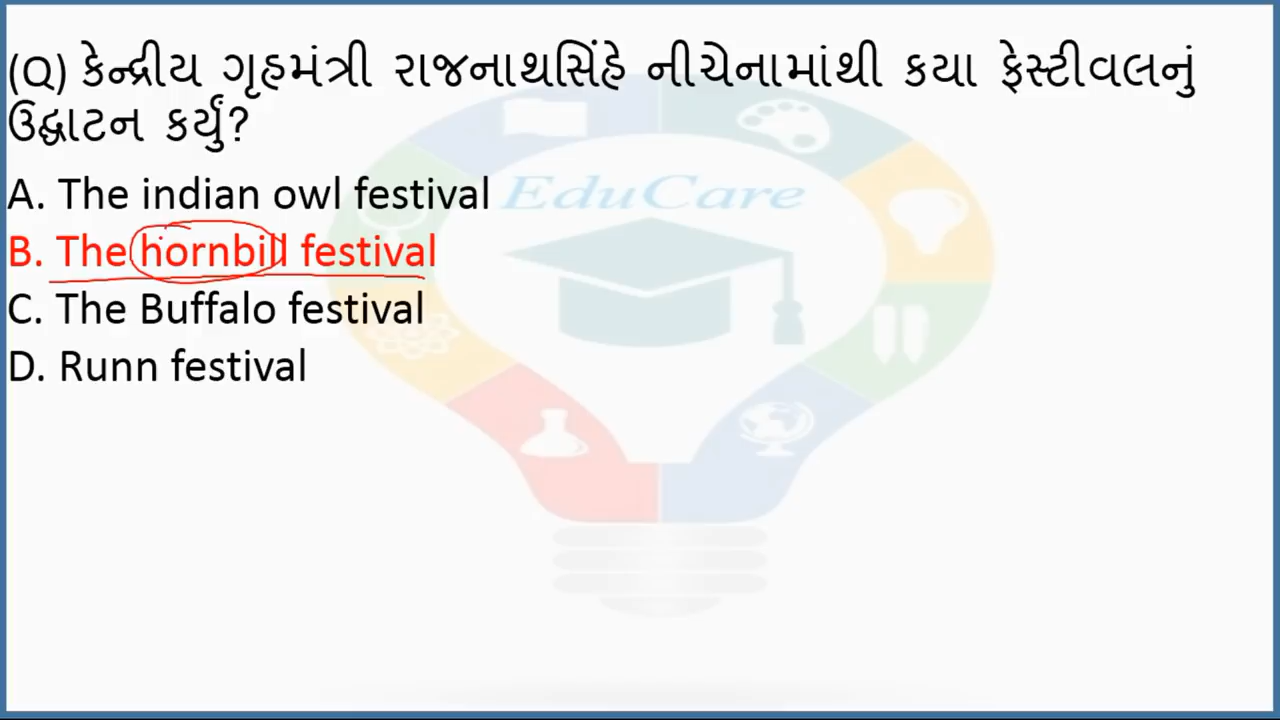 (Q) કેન્દ્રીય ગૃહમંત્રી રાજનાથસિંહે નીચેનામાંથી કયા ફેસ્ટીવલનું
ઉદ્ઘાટન કર્યું?
A. The indian owl festival
EduCare
B. The hornbill festival
C. The Buffalo festival
D. Runn festival